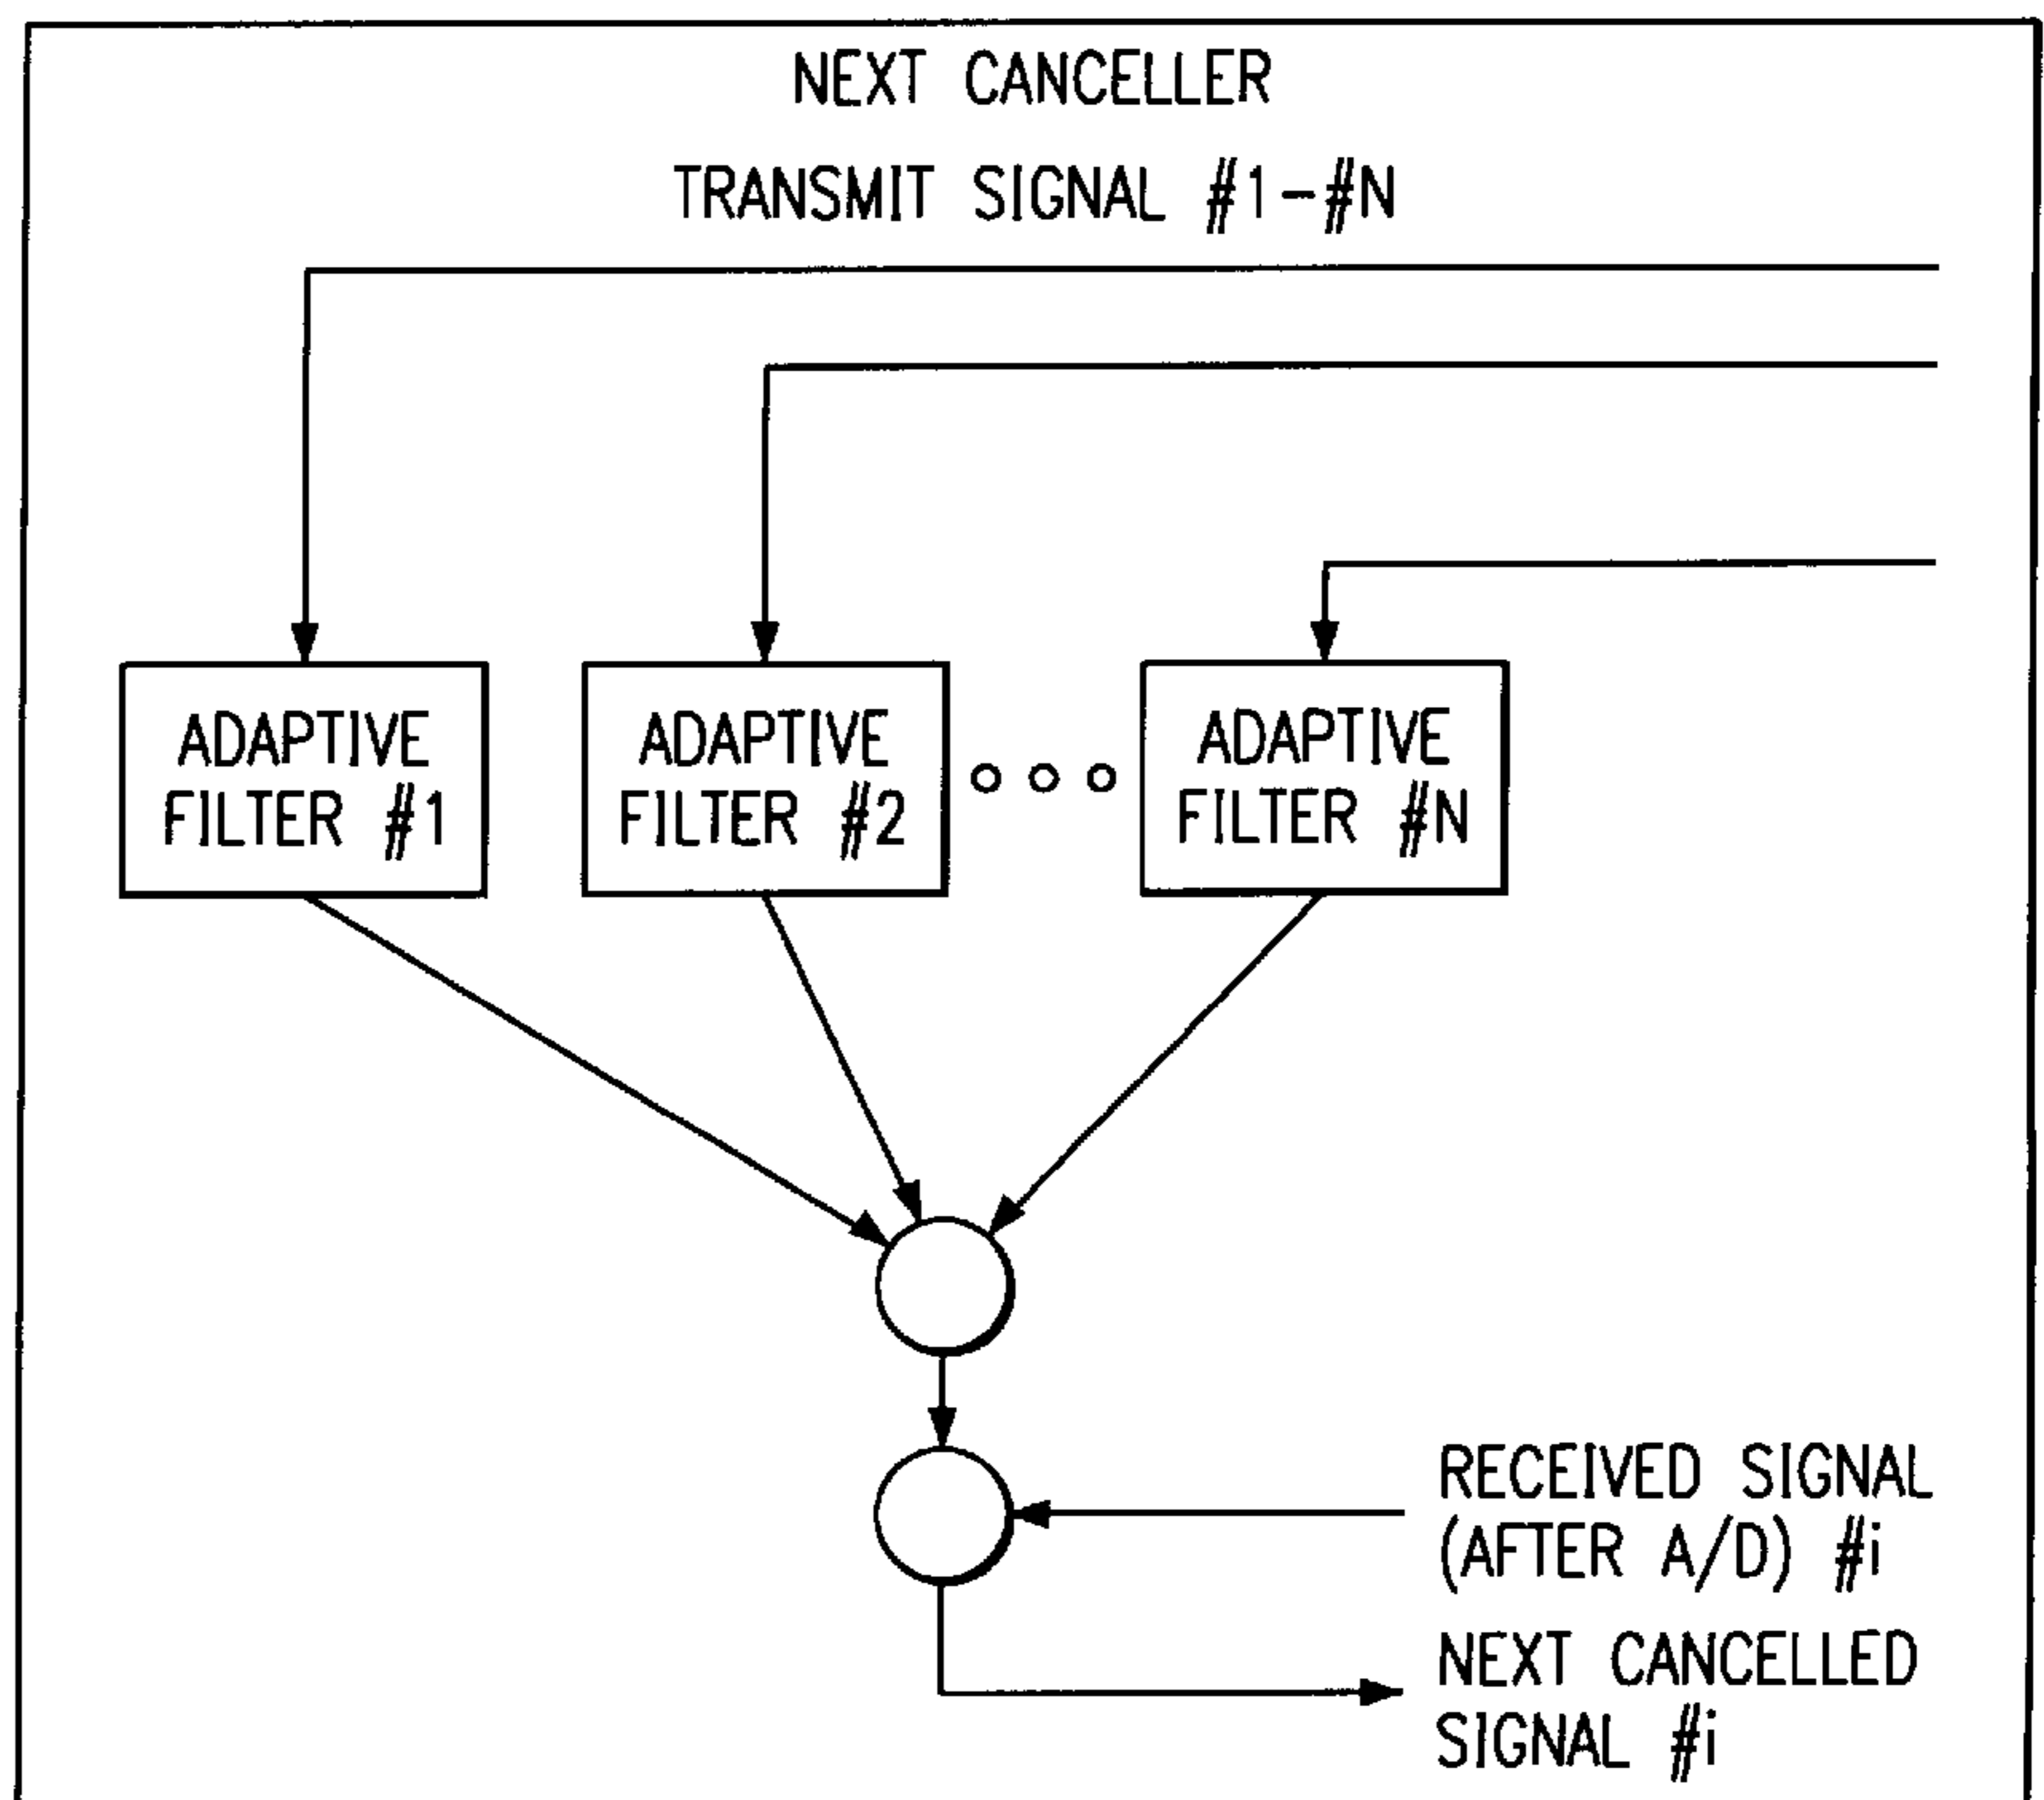 NEXT CANCELLER
TRANSMIT SIGNAL #1-#N
ADAPTIVE
FILTER #1
ADAPTIVE
FILTER #2
ADAPTIVE
FILTER #N
RECEIVED SIGNAL
(AFTER A/D) #i
NEXT CANCELLED
SIGNAL #i